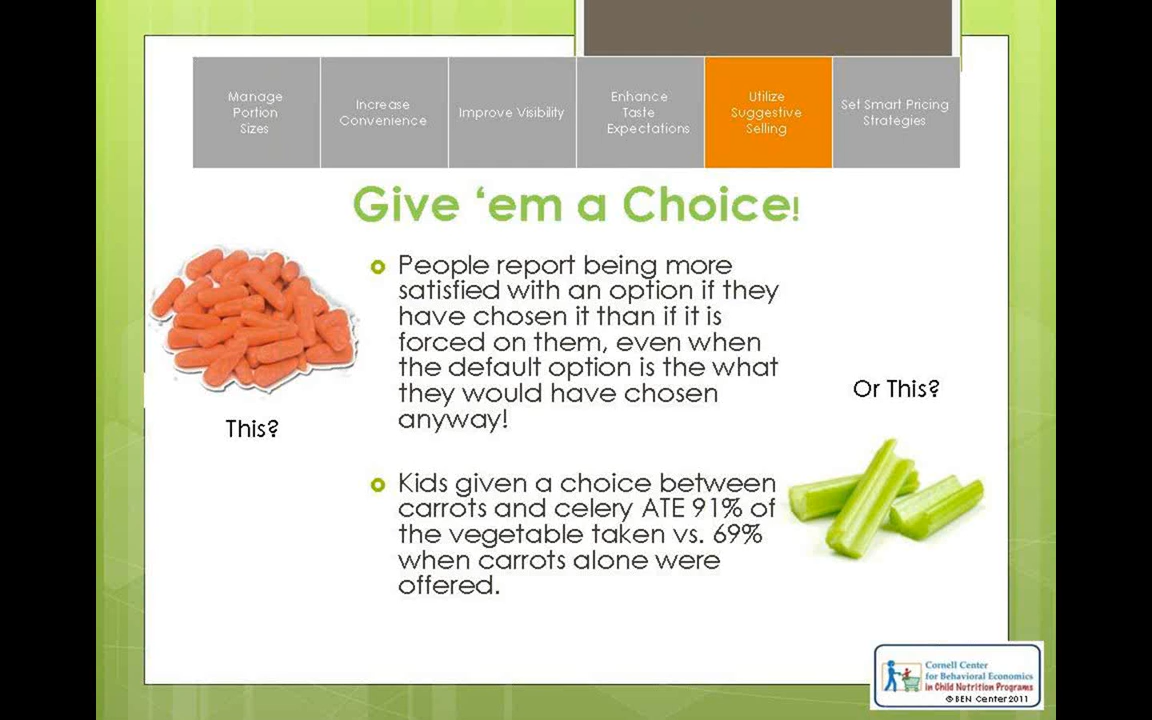 Manage
Portion
Sizes
Increase
Convenience
Improve Visibility
Enhance
Taste
Expectations
Utilize
Suggestive
Selling
Set Smart Pricing
Strategies
Give ‘em a Choice!
People report being more
satisfied with an option if they
have chosen it than if it is
forced on them, even when
the default option is the what
they would have chosen
anyway!
This?
Or This?
Kids given a choice between
carrots and celery ATE 91% of
the vegetable taken vs. 69%
when carrots alone were
offered.
Cornell Center
for Behavioral Economics
in Child Nutrition Programs
©BEN Center2011